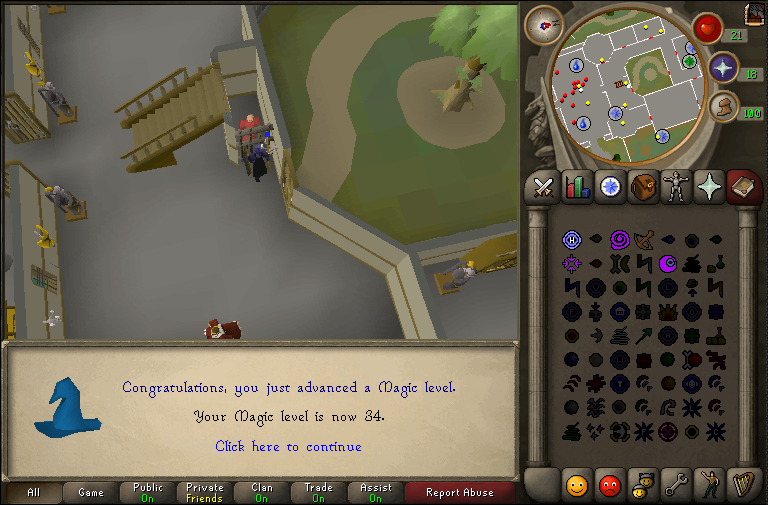 21
18
100
Congratulations, you just advanced a Magic level.
Your Magic level is now 34.
Click here to continue
All
Game
Public
On
Private
Friends
Clan
On
Trade
On
Assist
On
Report Abuse